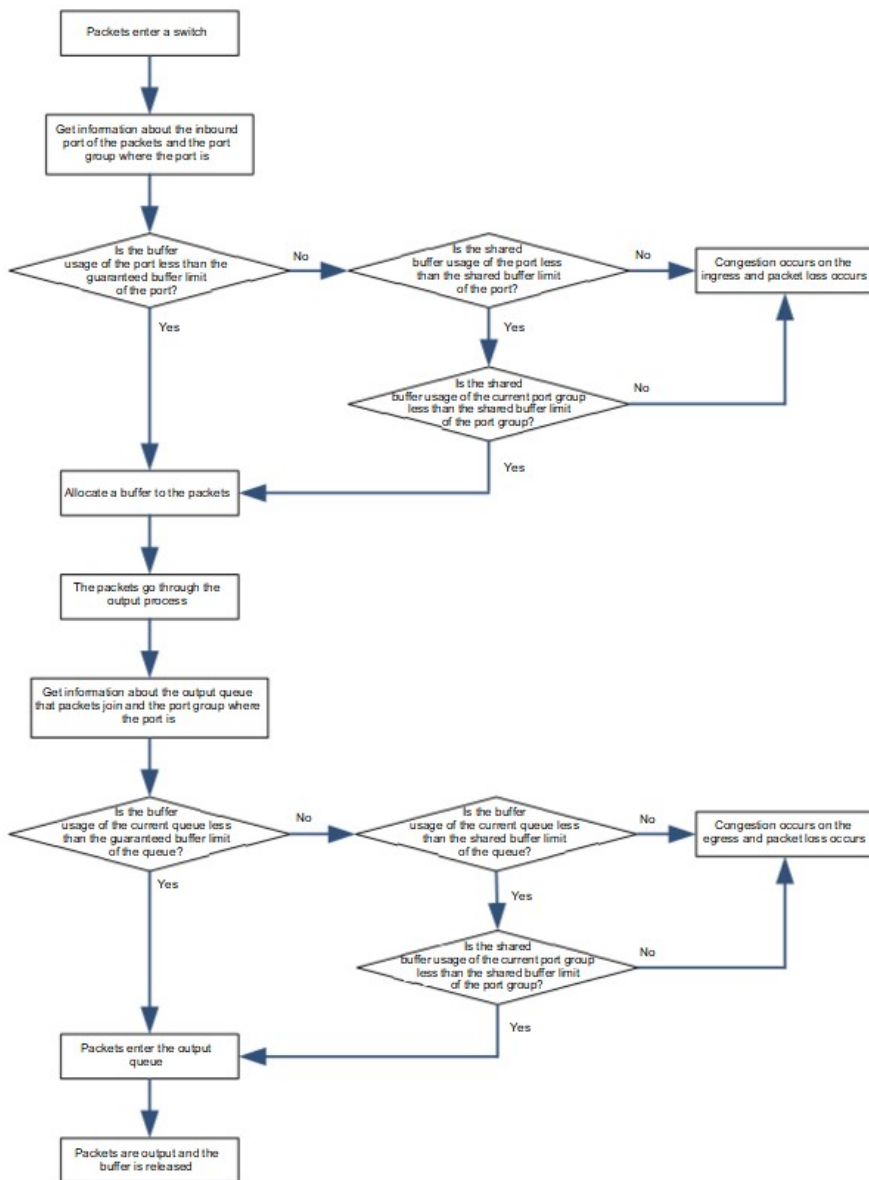 Packets enter a switch
Get information about the inbound
port of the packets and the port
group where the port is
Is the buffer
usage of the port less than the
guaranteed buffer limit
of the port?
No
Is the shared
buffer usage of the port less
than the shared buffer limit
of the port?
No
Congestion occurs on the
ingress and packet loss occurs
Yes
Yes
Is the shared
buffer usage of the current port group
less than the shared buffer limit
of the port group?
No
Yes
Allocate a buffer to the packets
The packets go through the
output process
Get information about the output queue
that packets join and the port group where
the port is
Is the buffer
usage of the current queue less
than the guaranteed buffer limit
of the queue?
No
Is the buffer
usage of the current queue less
than the shared buffer limit
of the queue?
No
Congestion occurs on the
egress and packet loss occurs
Yes
Yes
Is the shared
buffer usage of the current port group
less than the shared buffer limit
of the port group?
No
Yes
Packets enter the output
queue
Packets are output and the
buffer is released